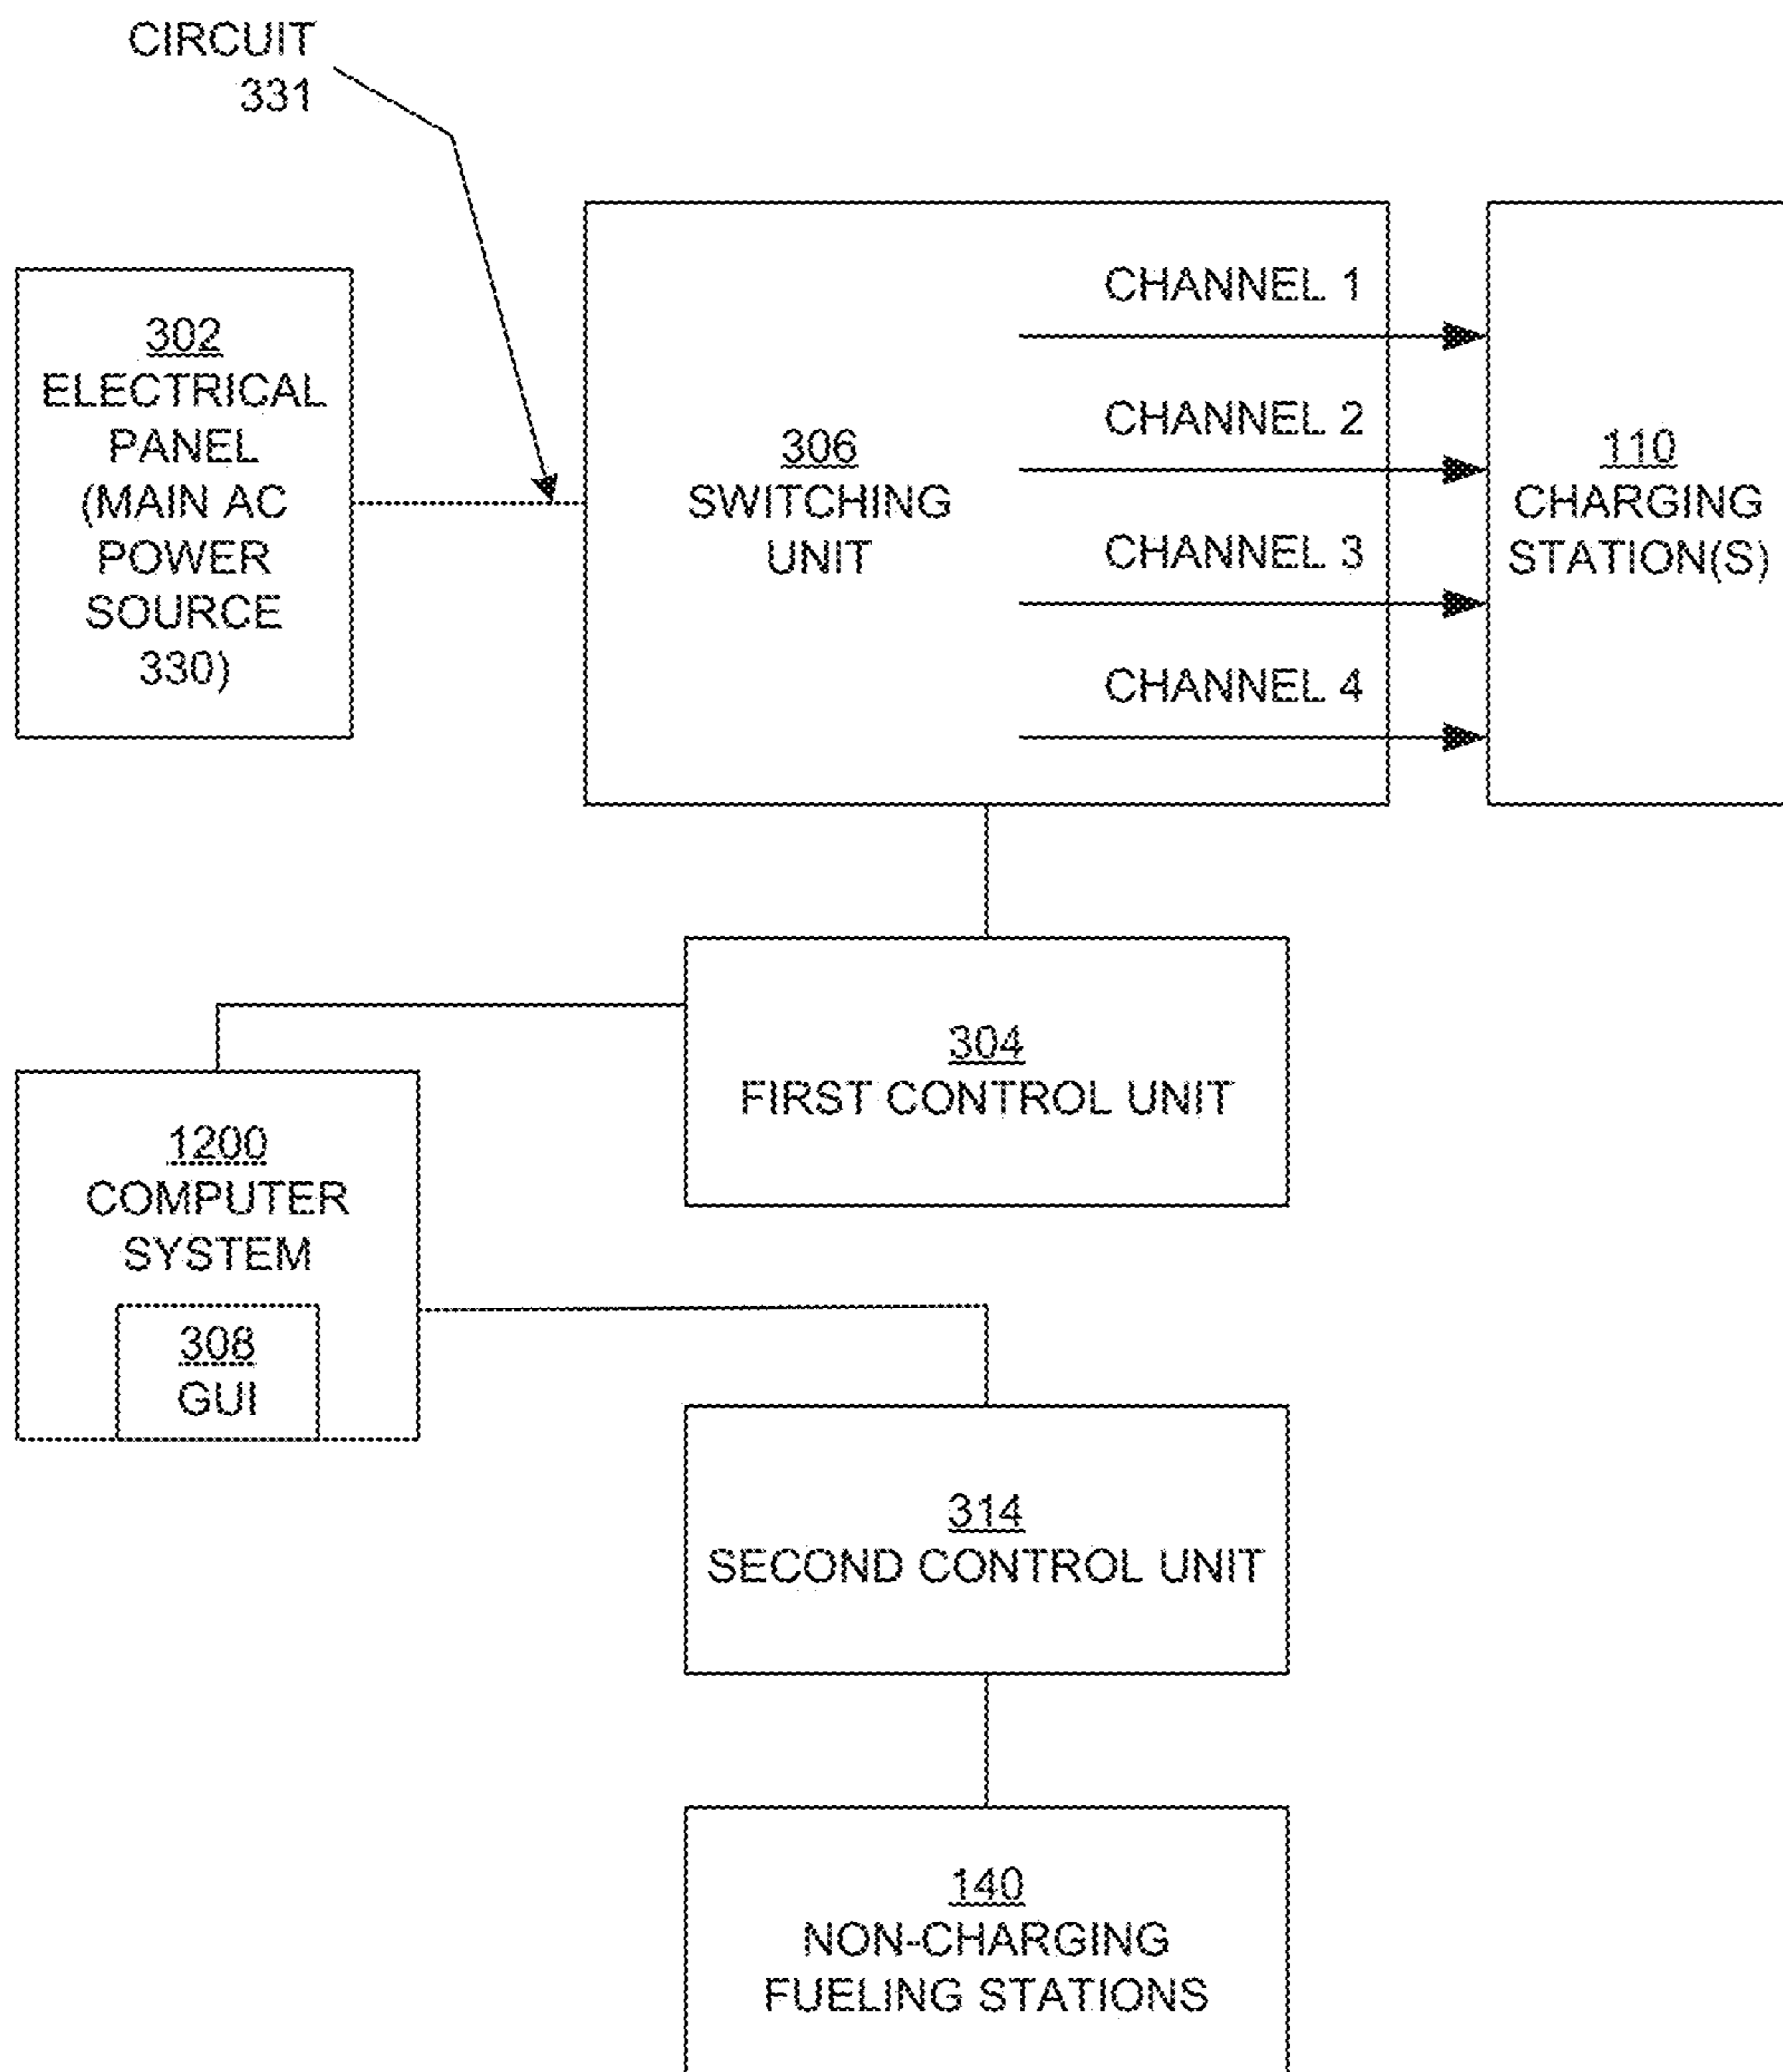 CIRCUIT
331
302
ELECTRICAL
PANEL
(MAIN AC
POWER
SOURCE
330)
306
SWITCHING
UNIT
CHANNEL 1
CHANNEL 2
CHANNEL 3
CHANNEL 4
110
CHARGING
STATION(S)
304
FIRST CONTROL UNIT
1200
COMPUTER
SYSTEM
308
GUI
314
SECOND CONTROL UNIT
140
NON-CHARGING
FUELING STATIONS